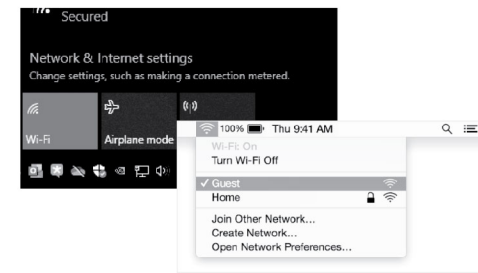 Secured
Network & Internet settings
Change settings, such as making a connection metered.
Wi-Fi
Airplane mode
100% Thu 9:41 AM
Wi-Fi: On
Turn Wi-Fi Off
✓ Guest
Home
Join Other Network...
Create Network...
Open Network Preferences...